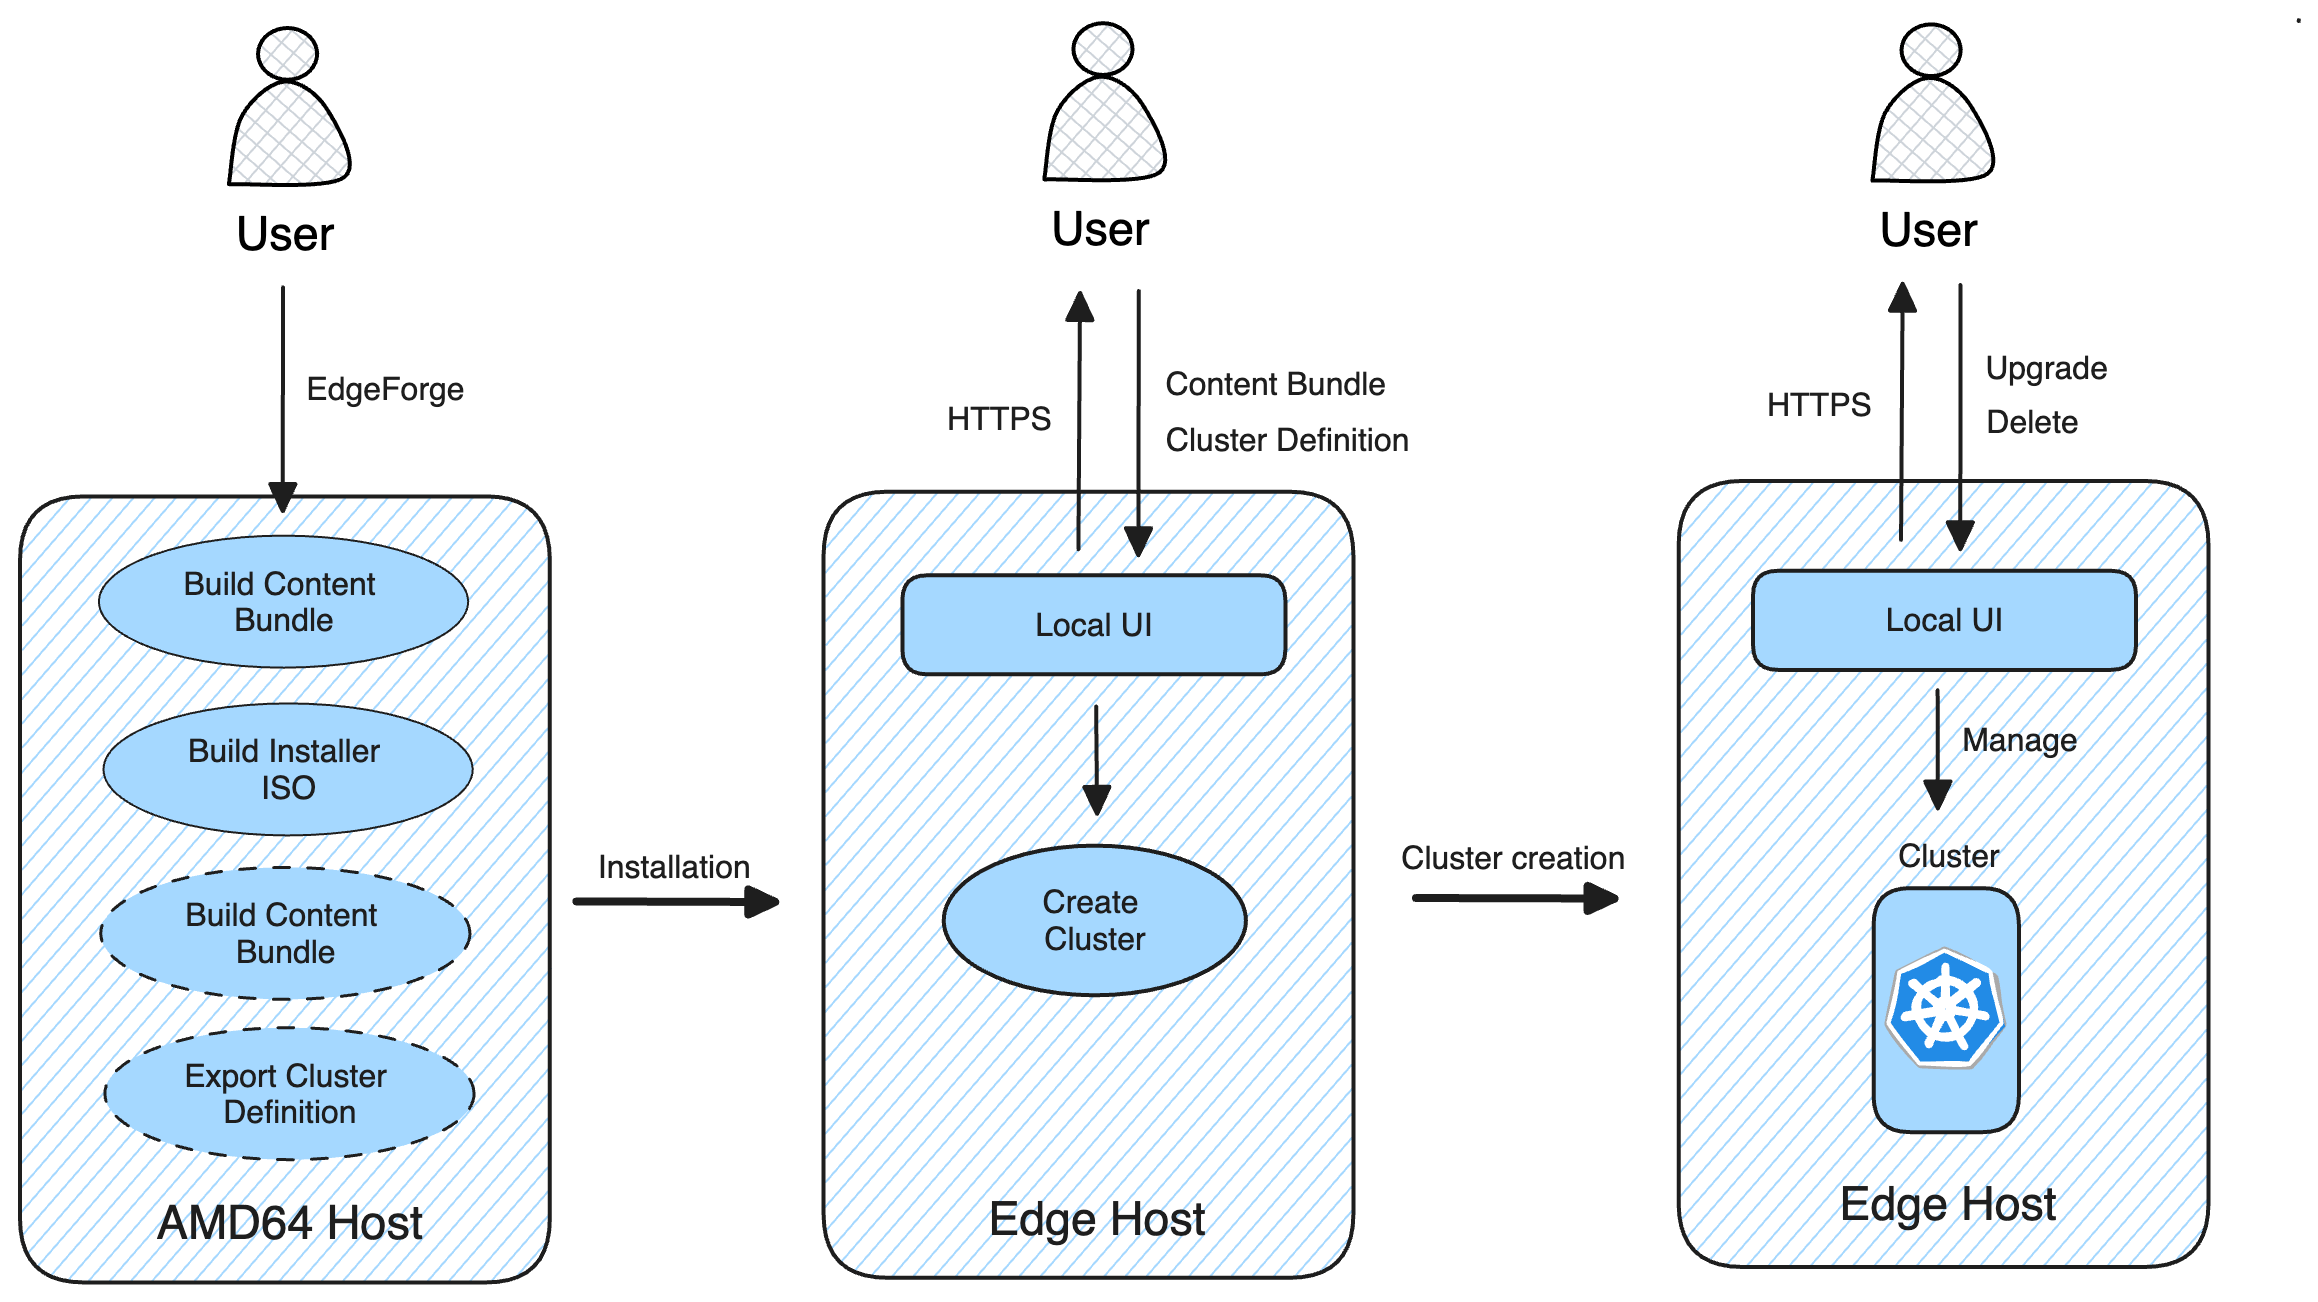 User
EdgeForge
Build Content
Bundle
Build Installer
ISO
Build Content
Bundle
Export Cluster
Definition
AMD64 Host
Installation
User
HTTPS
Content Bundle
Cluster Definition
Local UI
Create
Cluster
Edge Host
Cluster creation
User
HTTPS
Upgrade
Delete
Local UI
Manage
Cluster
Edge Host